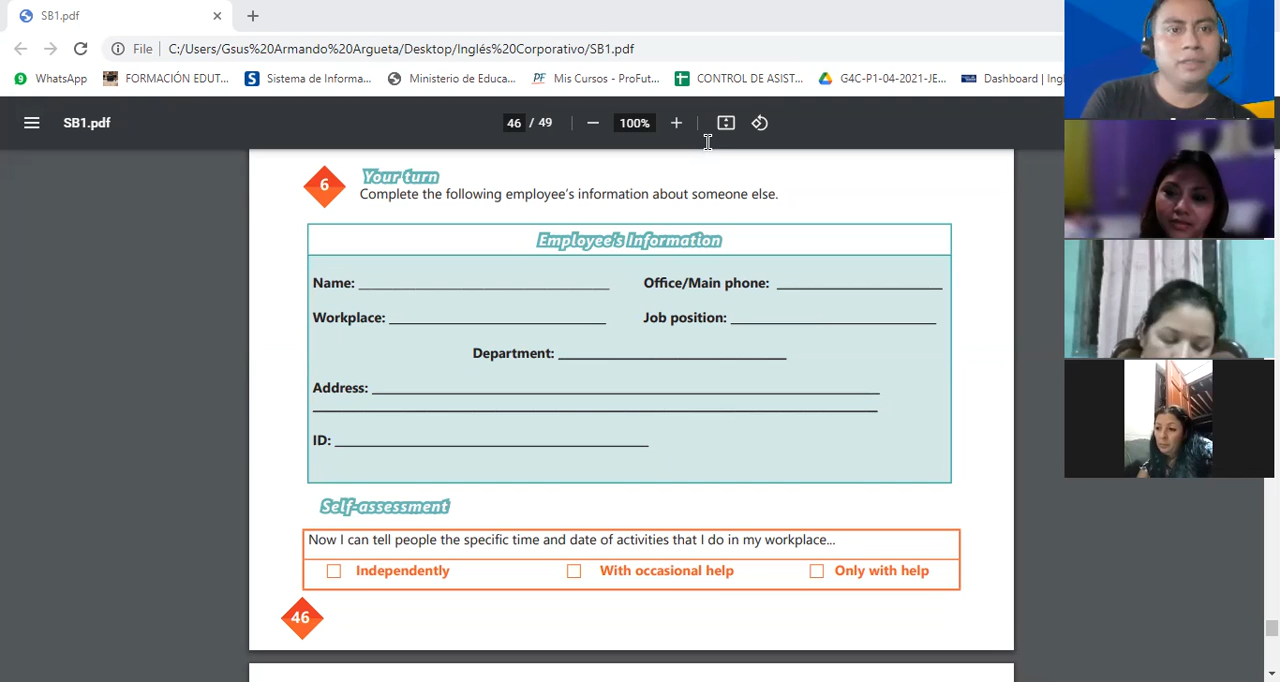 SB1.pdf
File C:/Users/Gsus%20Armando%20Argueta/Desktop/Inglés%20Corporativo/SB1.pdf
WhatsApp FORMACIÓN EDUT... Sistema de Informa... Ministerio de Educa... Mis Cursos - ProFut... CONTROL DE ASIST... G4C-P1-04-2021-JE... Dashboard | Ingl
SB1.pdf 46 / 49 100%
6 Your turn
Complete the following employee's information about someone else.
Employee's Information
Name: Office/Main phone:
Workplace: Job position:
Department:
Address:
ID:
Self-assessment
Now I can tell people the specific time and date of activities that I do in my workplace...
Independently With occasional help Only with help
46